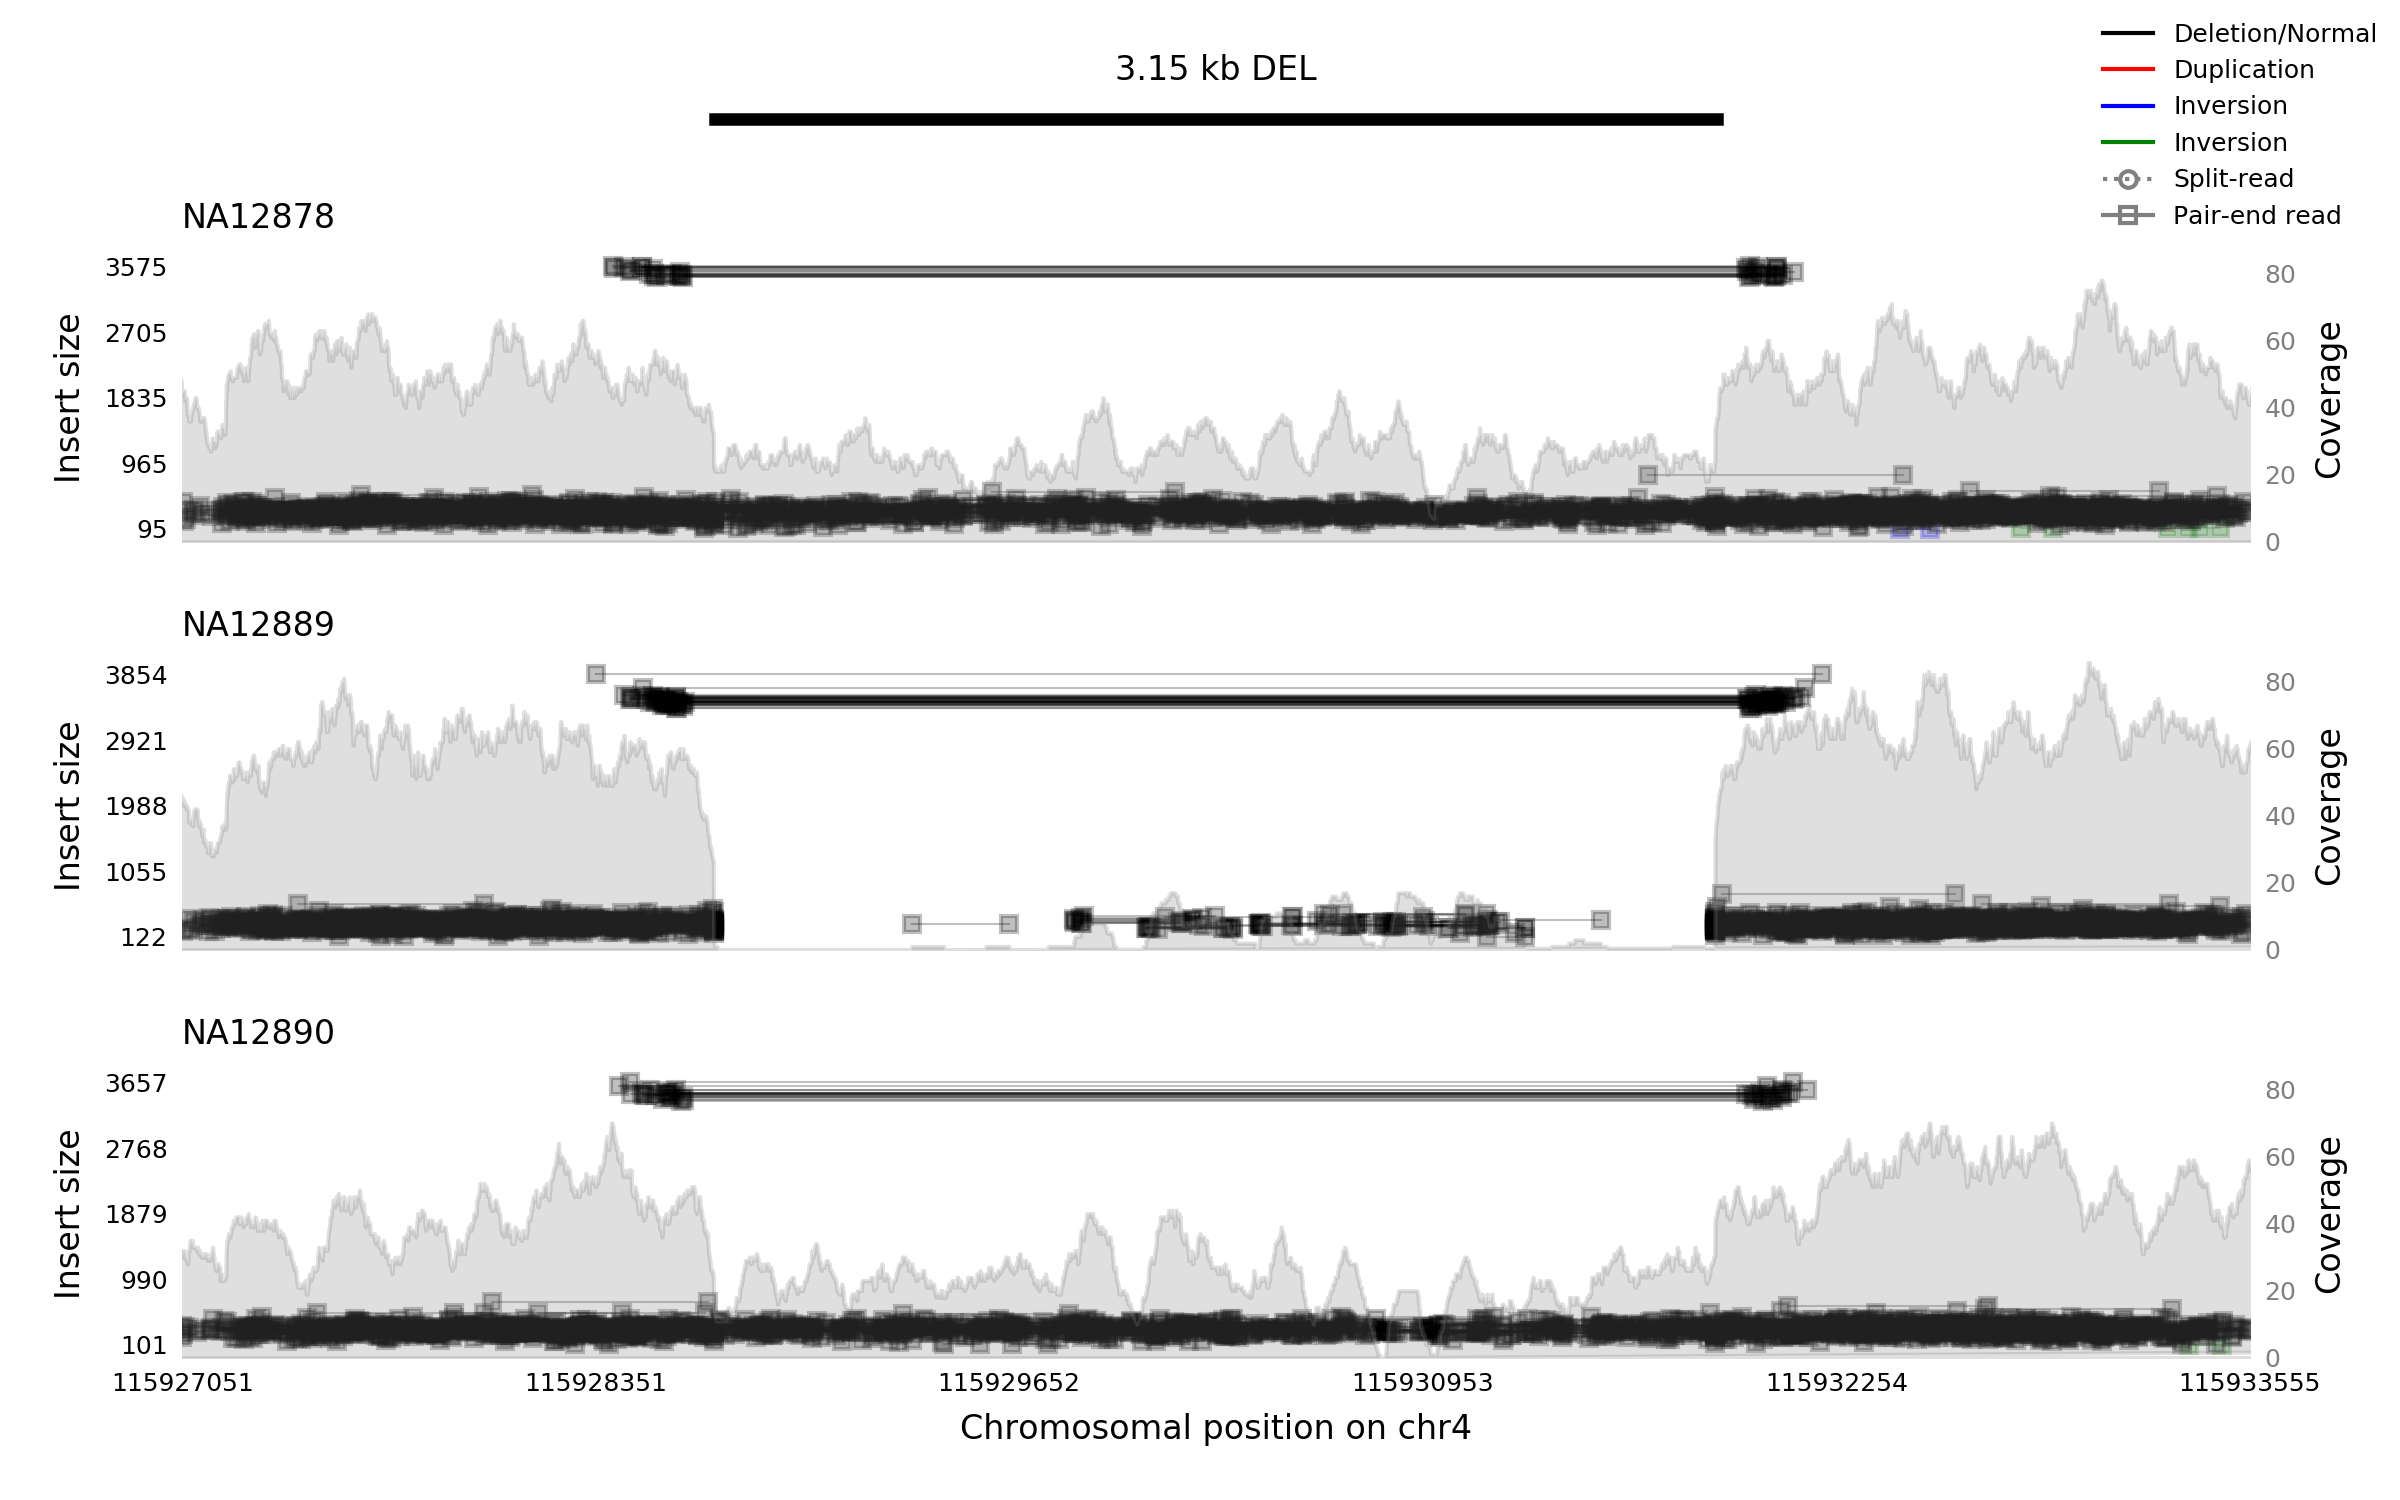 Deletion/Normal
3.15 kb DEL
Duplication
Inversion
Inversion
Split-read
Pair-end read
NA12878
3575
2705
1835
965
95
Insert size
80
60
40
20
0
Coverage
NA12889
3854
2921
1988
1055
122
Insert size
80
60
40
20
0
Coverage
NA12890
3657
2768
1879
990
101
Insert size
80
60
40
20
0
Coverage
115927051 115928351 115929652 115930953 115932254 115933555
Chromosomal position on chr4